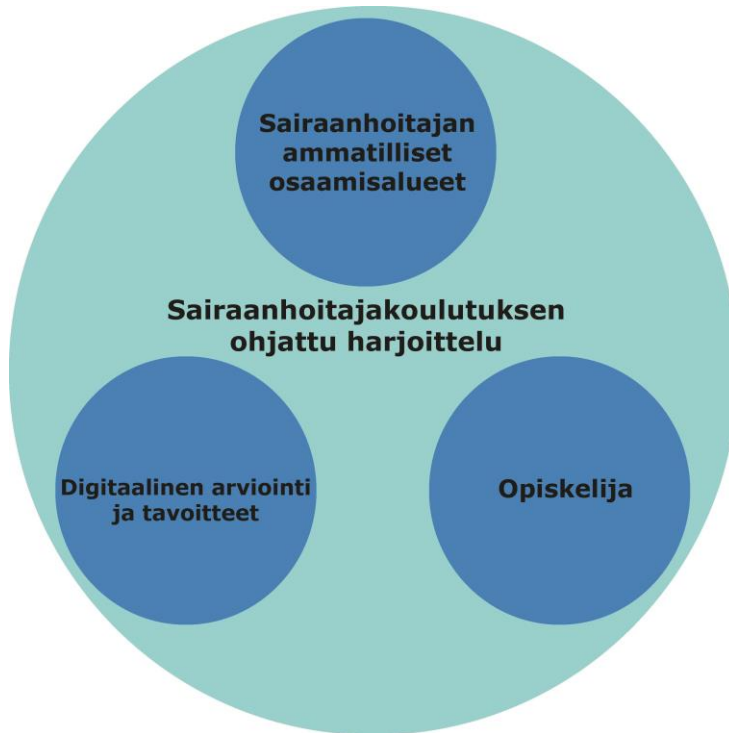 Sairaanhoitajan
ammatilliset
osaamisalueet
Sairaanhoitajakoulutuksen
ohjattu harjoittelu
Digitaalinen arviointi
ja tavoitteet
Opiskelija